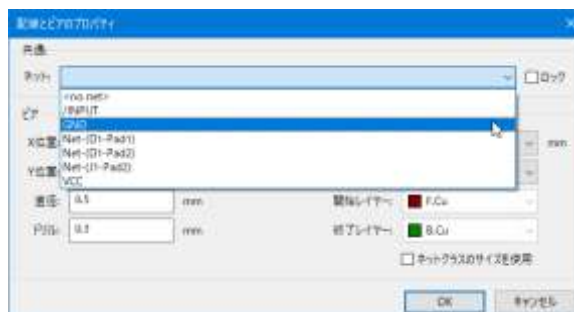 配線とビアのプロパティ
共通
ネット:
ロック
<no net>
/INPUT
GND
Net-(D1-Pad1)
Net-(D1-Pad2)
Net-(J1-Pad2)
VCC
ビア
X位置
mm
Y位置
直径: 0.5 mm 開始レイヤー: F.Cu
ドリル: 0.3 mm 終了レイヤー: B.Cu
ネットクラスのサイズを使用
OK キャンセル